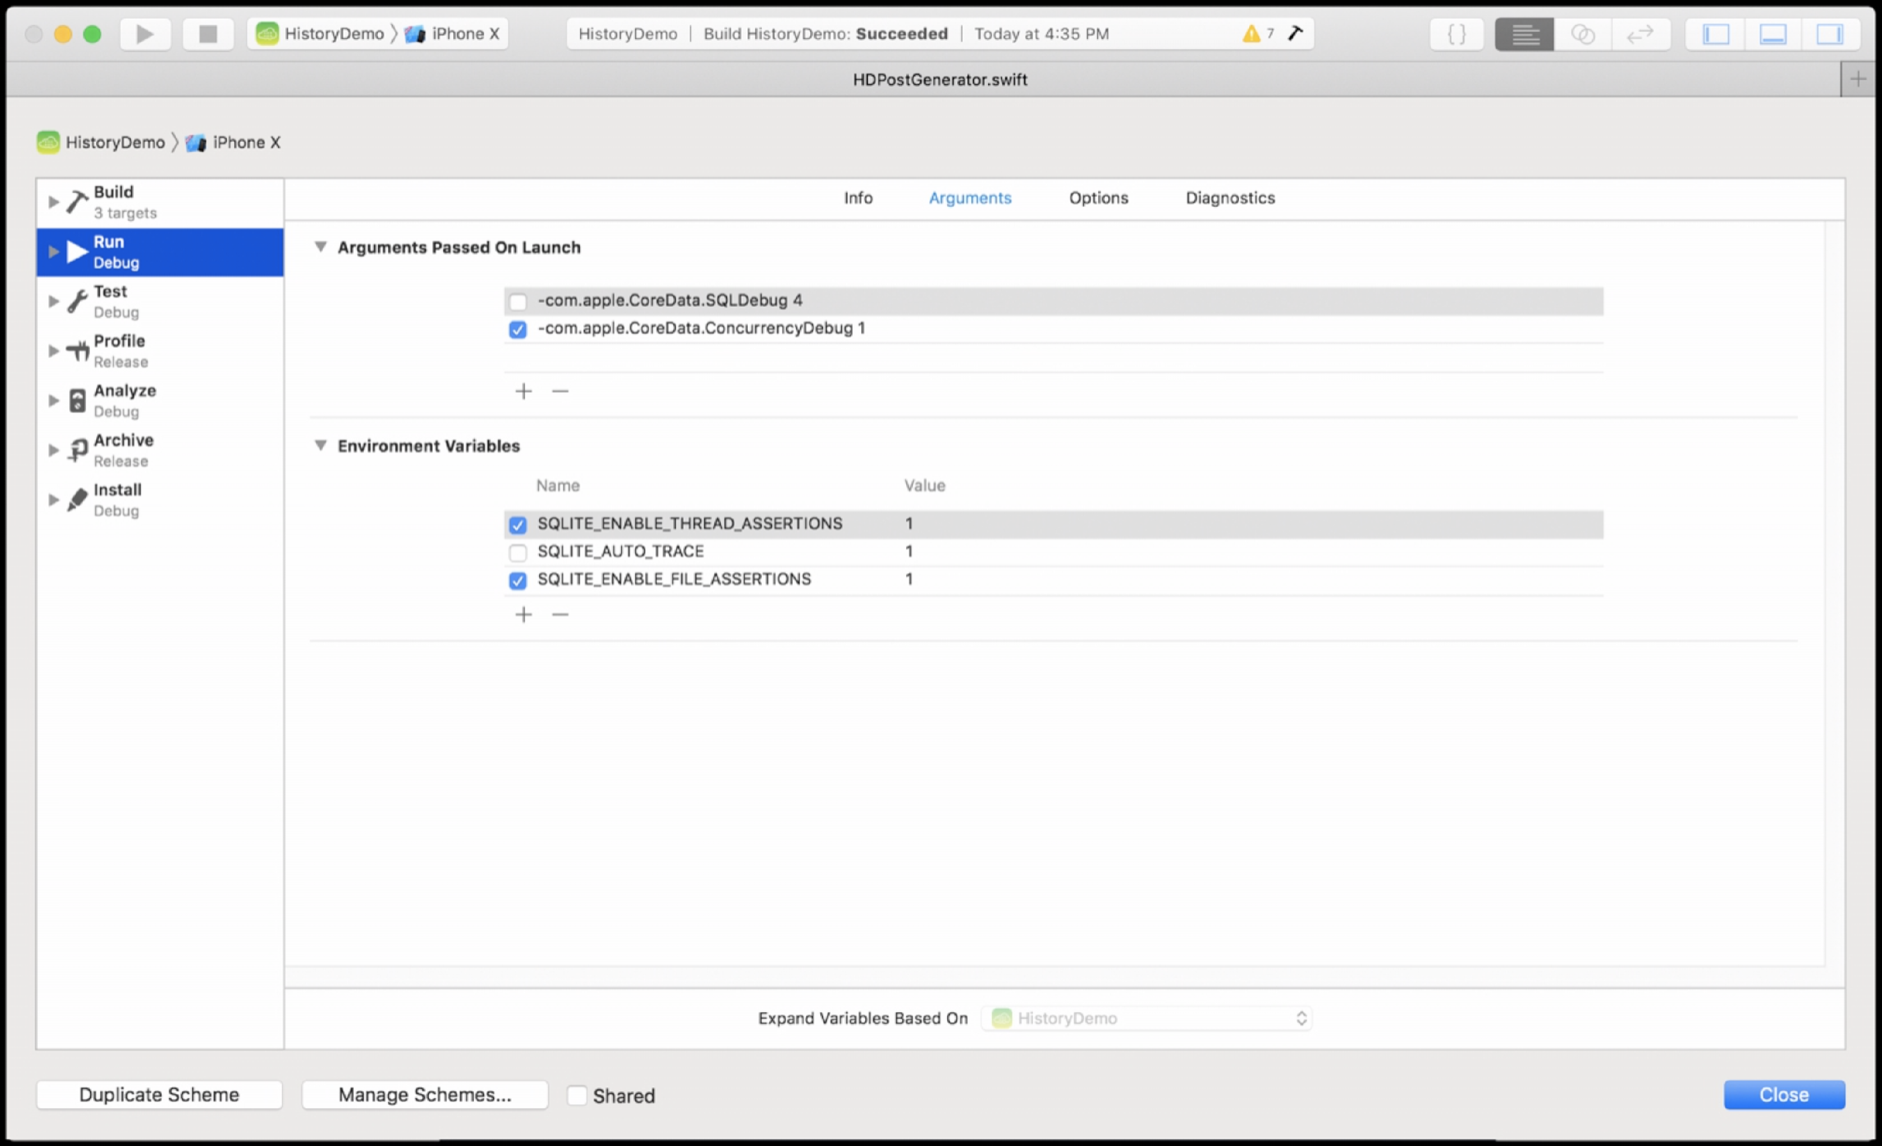 HistoryDemo 〉 iPhone X
HistoryDemo | Build HistoryDemo: Succeeded | Today at 4:35 PM
7
{ }
HDPostGenerator.swift
HistoryDemo 〉 iPhone X
Build
3 targets
Run
Debug
Test
Debug
Profile
Release
Analyze
Debug
Archive
Release
Install
Debug
Info Arguments Options Diagnostics
Arguments Passed On Launch
-com.apple.CoreData.SQLDebug 4
-com.apple.CoreData.ConcurrencyDebug 1
Environment Variables
Name Value
SQLITE_ENABLE_THREAD_ASSERTIONS 1
SQLITE_AUTO_TRACE 1
SQLITE_ENABLE_FILE_ASSERTIONS 1
Expand Variables Based On HistoryDemo
Duplicate Scheme Manage Schemes... Shared Close